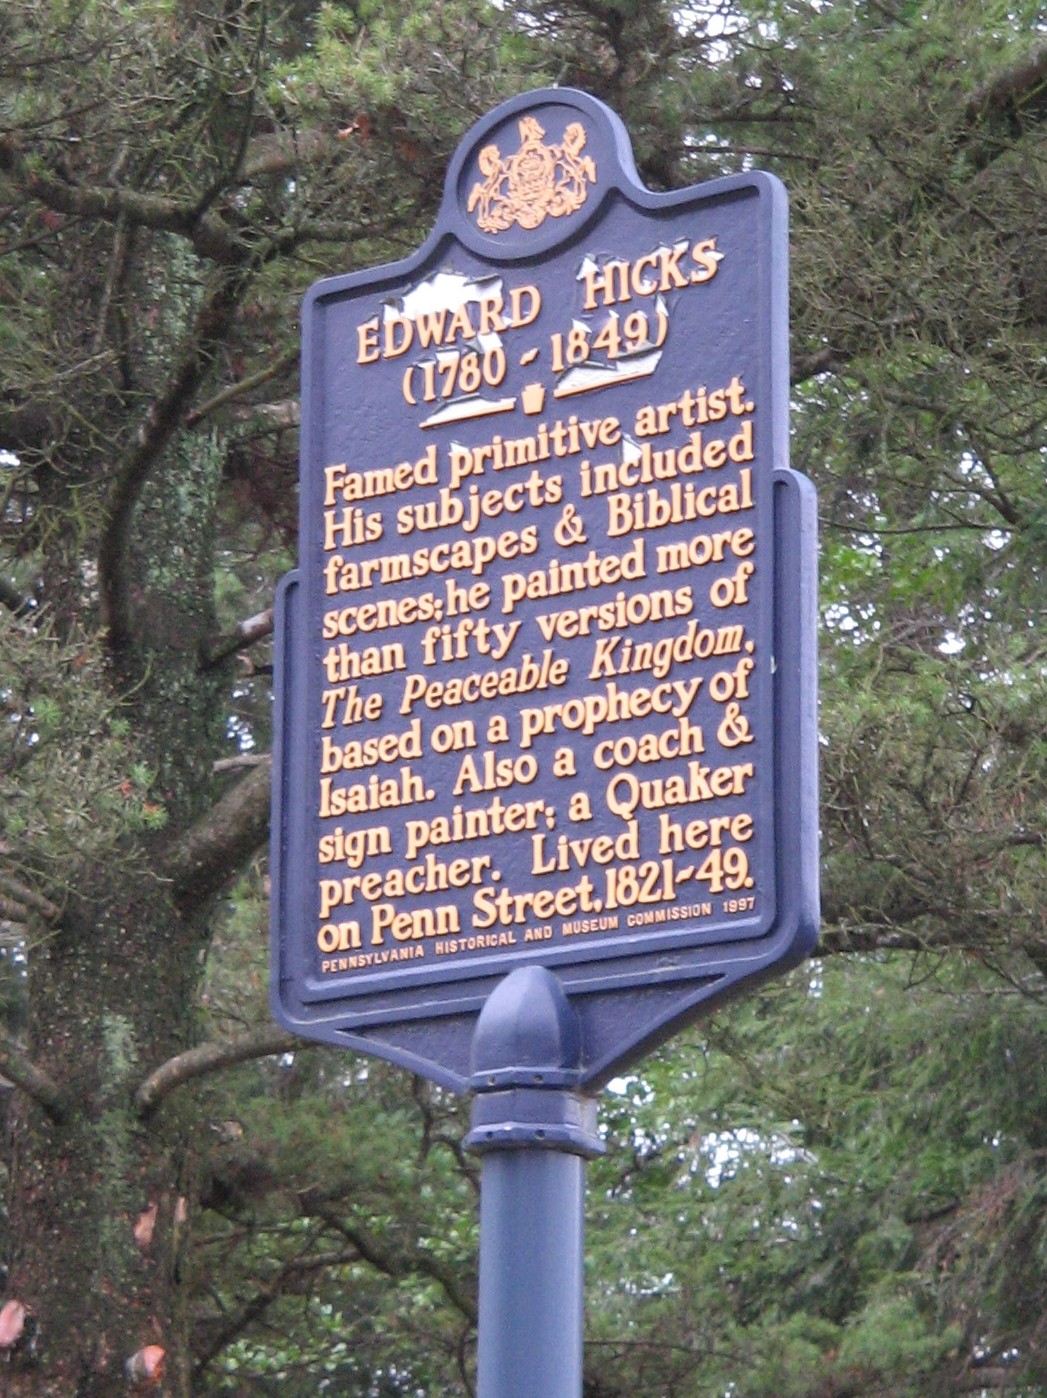 EDWARD HICKS
(1780 - 1849)
Famed primitive artist.
His subjects included
farmscapes & Biblical
scenes; he painted more
than fifty versions of
The Peaceable Kingdom,
based on a prophecy of
Isaiah. Also a coach &
sign painter; a Quaker
preacher. Lived here
on Penn Street, 1821-49.
PENNSYLVANIA HISTORICAL AND MUSEUM COMMISSION 1997